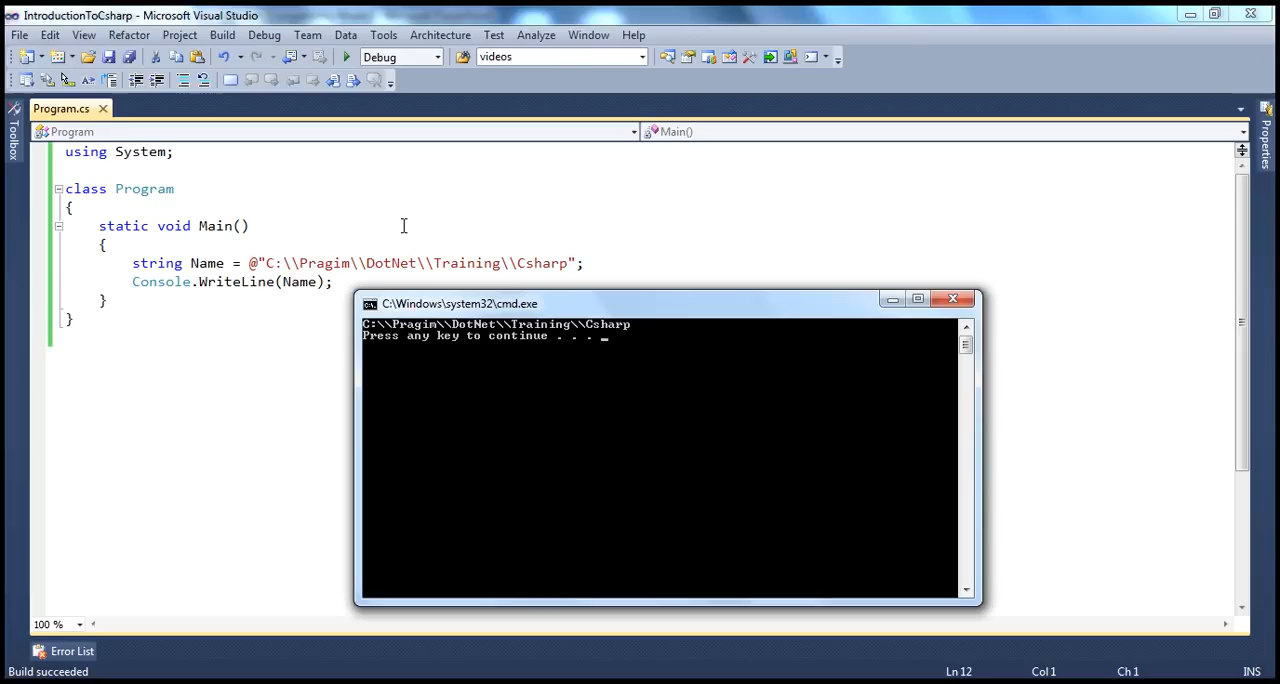 IntroductionToCsharp - Microsoft Visual Studio
File Edit View Refactor Project Build Debug Team Data Tools Architecture Test Analyze Window Help
Debug videos
Program.cs
Program Main()
Toolbox
Properties
using System;
class Program
{
static void Main()
{
string Name = @"C:\\Pragim\\DotNet\\Training\\Csharp";
Console.WriteLine(Name);
}
}
C:\Windows\system32\cmd.exe
C:\\Pragim\\DotNet\\Training\\Csharp
Press any key to continue . . . _
100 %
Error List
Build succeeded Ln 12 Col 1 Ch 1 INS